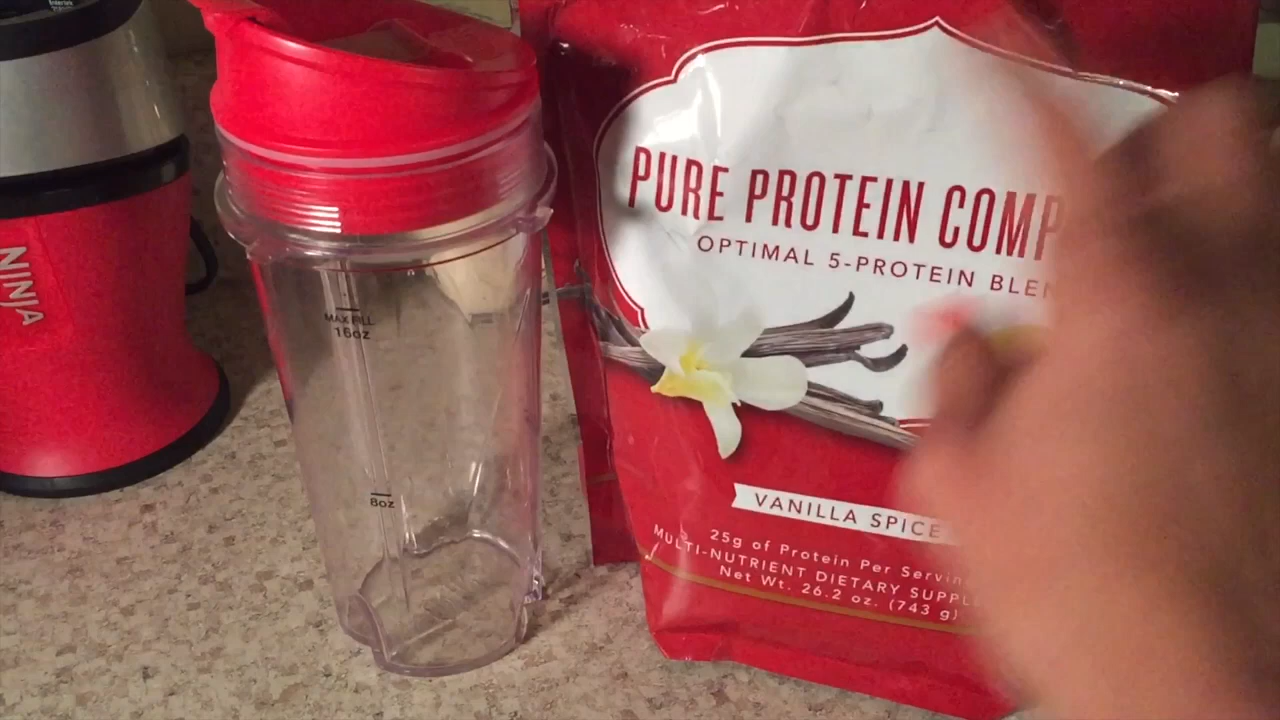 NINJA
MAX FILL
16oz
8oz
PURE PROTEIN COMP
OPTIMAL 5-PROTEIN BLEN
VANILLA SPICE
25g of Protein Per Servin
MULTI-NUTRIENT DIETARY SUPPL
Net Wt. 26.2 oz. (743 g)